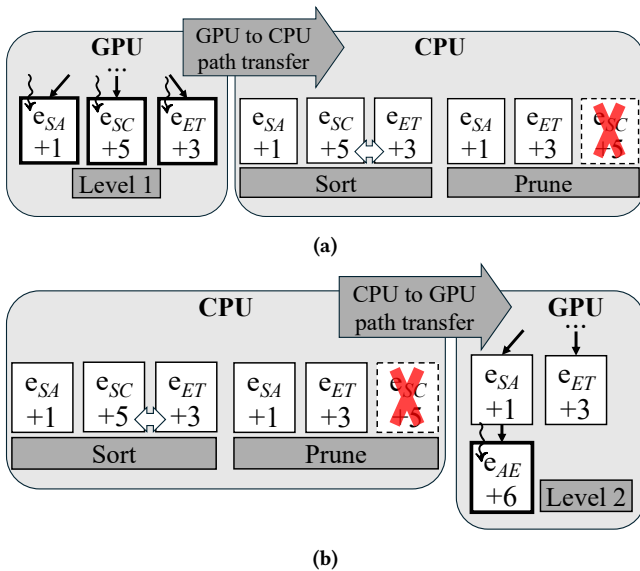 GPU
GPU to CPU
path transfer
CPU
...
e_SA
+1
e_SC
+5
e_ET
+3
Level 1
e_SA
+1
e_SC
+5
e_ET
+3
Sort
e_SA
+1
e_ET
+3
e_SC
+5
Prune
(a)
CPU
CPU to GPU
path transfer
GPU
...
e_SA
+1
e_SC
+5
e_ET
+3
Sort
e_SA
+1
e_ET
+3
e_SC
+5
Prune
e_SA
+1
e_ET
+3
e_AE
+6
Level 2
(b)